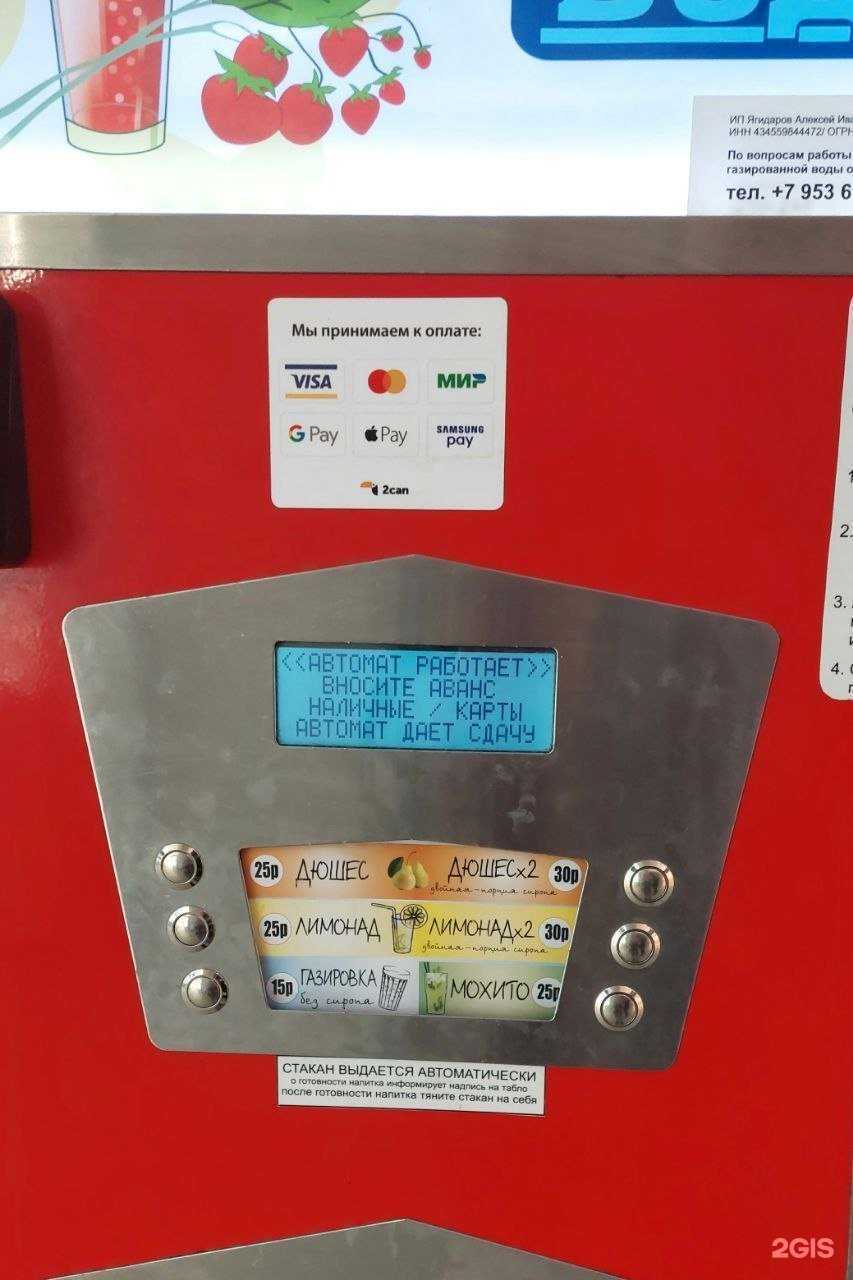 ИП Ягидаров Алексей
ИНН 434559844472/ ОГРН
По вопросам работы
газированной воды
тел. +7 953 6
Мы принимаем к оплате:
VISA
МИР
G Pay
Pay
SAMSUNG
pay
2can
2.
3.
4.
<<АВТОМАТ РАБОТАЕТ>>
ВНОСИТЕ АВАНС
НАЛИЧНЫЕ / КАРТЫ
АВТОМАТ ДАЕТ СДАЧУ
25р ДЮШЕС ДЮШЕСх2 30р
двойная-порция сиропа
25р ЛИМОНАД ЛИМОНАДх2 30р
двойная-порция сиропа
15р ГАЗИРОВКА МОХИТО 25р
без сиропа
СТАКАН ВЫДАЕТСЯ АВТОМАТИЧЕСКИ
о готовности напитка информирует надпись на табло
после готовности напитка тяните стакан на себя
2GIS